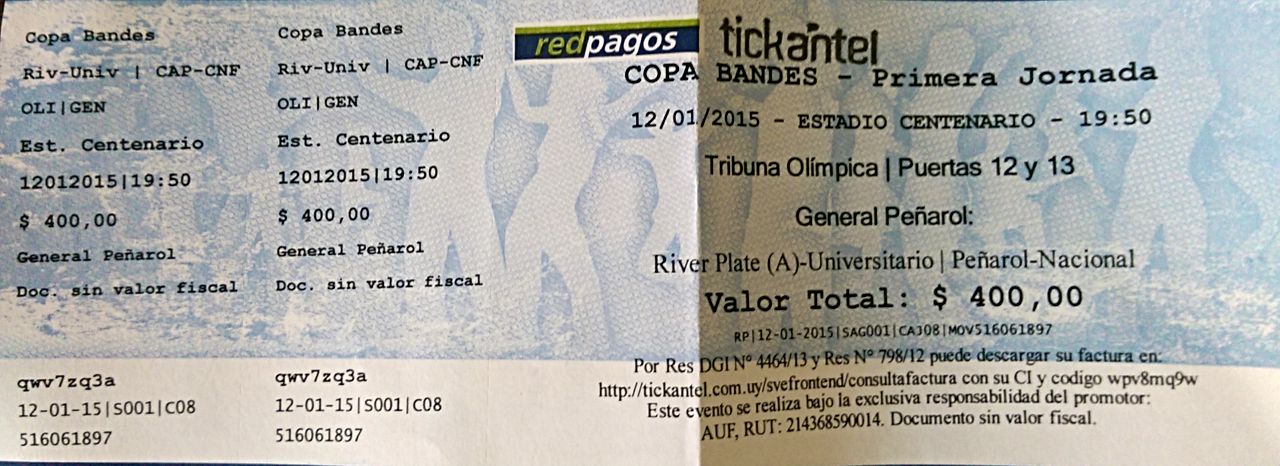 Copa Bandes
Riv-Univ | CAP-CNF
OLI|GEN
Est. Centenario
12012015|19:50
$ 400,00
General Peñarol
Doc. sin valor fiscal
qwv7zq3a
12-01-15|S001|C08
516061897
Copa Bandes
Riv-Univ | CAP-CNF
OLI|GEN
Est. Centenario
12012015|19:50
$ 400,00
General Peñarol
Doc. sin valor fiscal
qwv7zq3a
12-01-15|S001|C08
516061897
redpagos
tickantel
COPA BANDES - Primera Jornada
12/01/2015 - ESTADIO CENTENARIO - 19:50
Tribuna Olímpica | Puertas 12 y 13
General Peñarol:
River Plate (A)-Universitario | Peñarol-Nacional
Valor Total: $ 400,00
RP|12-01-2015|SAG001|CAJ08|MOV516061897
Por Res DGI N° 4464/13 y Res N° 798/12 puede descargar su factura en:
http://tickantel.com.uy/svefrontend/consultafactura con su CI y codigo wpv8mq9w
Este evento se realiza bajo la exclusiva responsabilidad del promotor:
AUF, RUT: 214368590014. Documento sin valor fiscal.